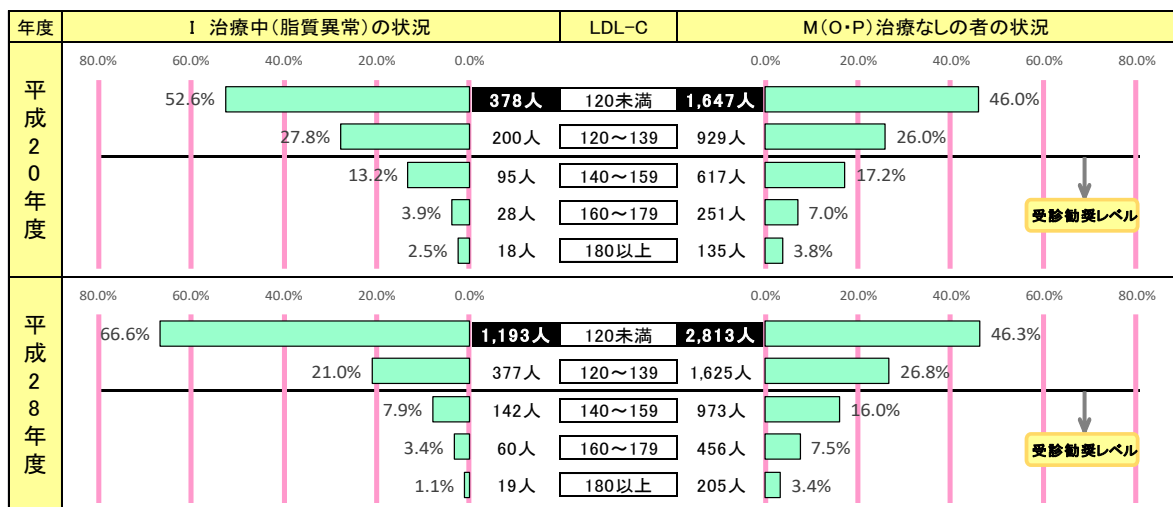 年度 I 治療中(脂質異常)の状況 LDL-C M(O・P)治療なしの者の状況
平成20年度
80.0% 60.0% 40.0% 20.0% 0.0% 0.0% 20.0% 40.0% 60.0% 80.0%
52.6% 378人 120未満 1,647人 46.0%
27.8% 200人 120～139 929人 26.0%
13.2% 95人 140～159 617人 17.2%
3.9% 28人 160～179 251人 7.0% 受診勧奨レベル
2.5% 18人 180以上 135人 3.8%
平成28年度
80.0% 60.0% 40.0% 20.0% 0.0% 0.0% 20.0% 40.0% 60.0% 80.0%
66.6% 1,193人 120未満 2,813人 46.3%
21.0% 377人 120～139 1,625人 26.8%
7.9% 142人 140～159 973人 16.0%
3.4% 60人 160～179 456人 7.5% 受診勧奨レベル
1.1% 19人 180以上 205人 3.4%